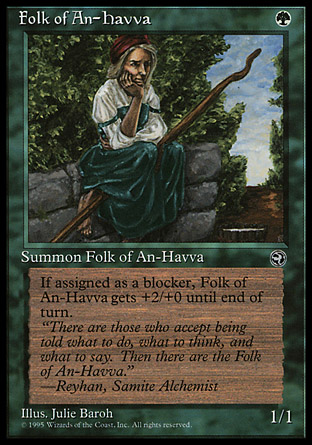 Folk of An-Havva
Summon Folk of An-Havva
If assigned as a blocker, Folk of
An-Havva gets +2/+0 until end of
turn.
"There are those who accept being
told what to do, what to think, and
what to say. Then there are the Folk
of An-Havva."
—Reyhan, Samite Alchemist
Illus. Julie Baroh
1/1
© 1995 Wizards of the Coast, Inc. All rights reserved.